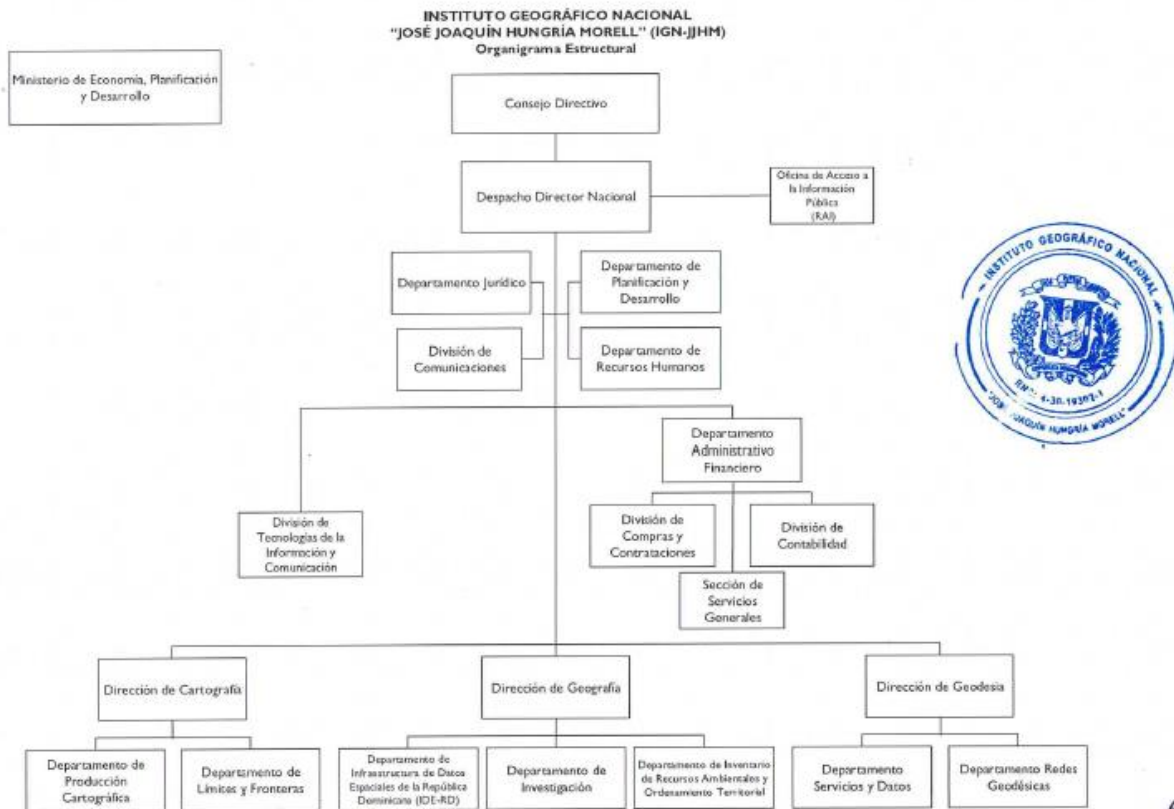 INSTITUTO GEOGRÁFICO NACIONAL
"JOSÉ JOAQUÍN HUNGRÍA MORELL" (IGN-JJHM)
Organigrama Estructural
Ministerio de Economía, Planificación
y Desarrollo
Consejo Directivo
Despacho Director Nacional
Oficina de Acceso a
la Información
Pública
(RAI)
Departamento Jurídico
Departamento de
Planificación y
Desarrollo
División de
Comunicaciones
Departamento de
Recursos Humanos
INSTITUTO GEOGRÁFICO NACIONAL
"JOSÉ JOAQUÍN HUNGRÍA MORELL"
Departamento
Administrativo
Financiero
División de
Tecnologías de la
Información y
Comunicación
División de
Compras y
Contrataciones
División de
Contabilidad
Sección de
Servicios
Generales
Dirección de Cartografía
Dirección de Geografía
Dirección de Geodesia
Departamento de
Producción
Cartográfica
Departamento de
Límites y Fronteras
Departamento de
Infraestructura de Datos
Espaciales de la República
Dominicana (IDE-RD)
Departamento de
Investigación
Departamento de Inventario
de Recursos Ambientales y
Ordenamiento Territorial
Departamento
Servicios y Datos
Departamento Redes
Geodésicas